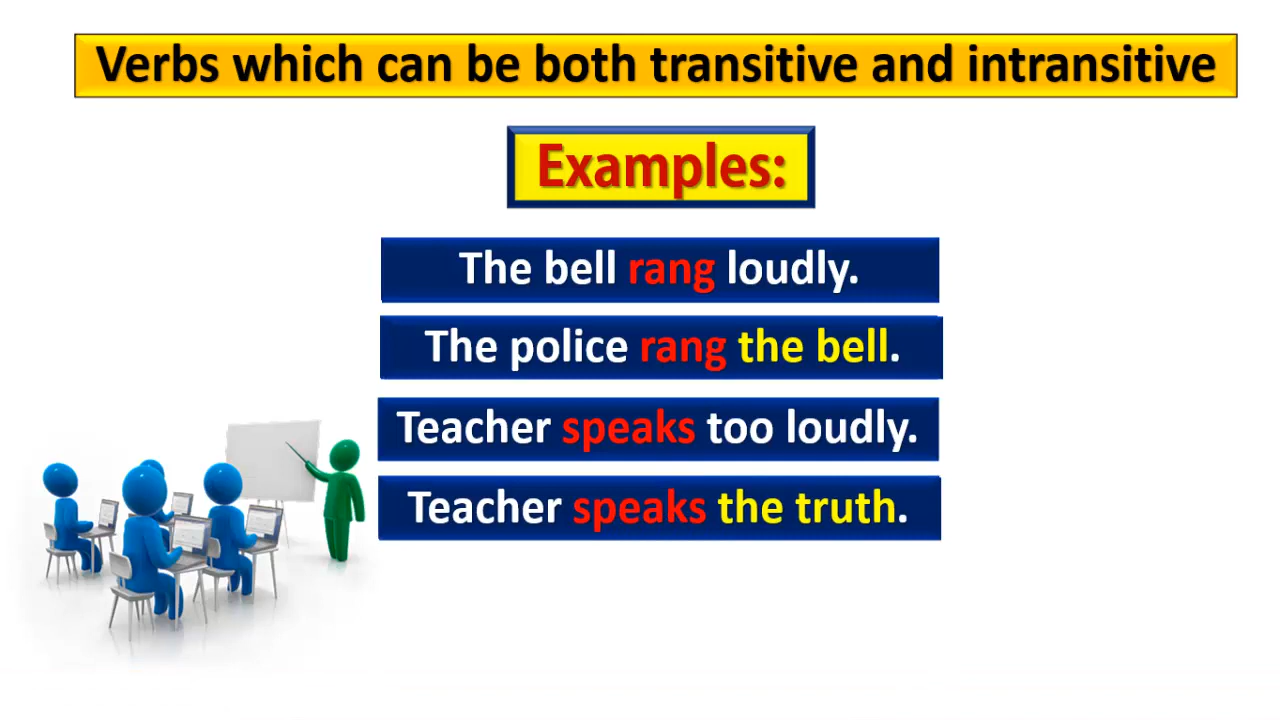 Verbs which can be both transitive and intransitive
Examples:
The bell rang loudly.
The police rang the bell.
Teacher speaks too loudly.
Teacher speaks the truth.